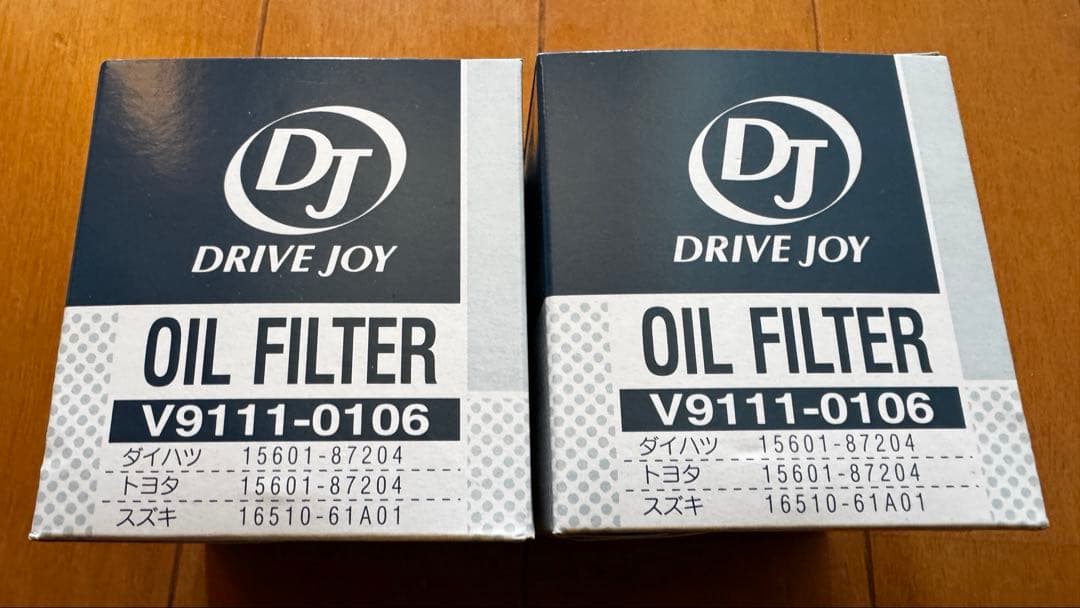 DJ
DRIVE JOY
OIL FILTER
V9111-0106
ダイハツ 15601-87204
トヨタ 15601-87204
スズキ 16510-61A01
DJ
DRIVE JOY
OIL FILTER
V9111-0106
ダイハツ 15601-87204
トヨタ 15601-87204
スズキ 16510-61A01